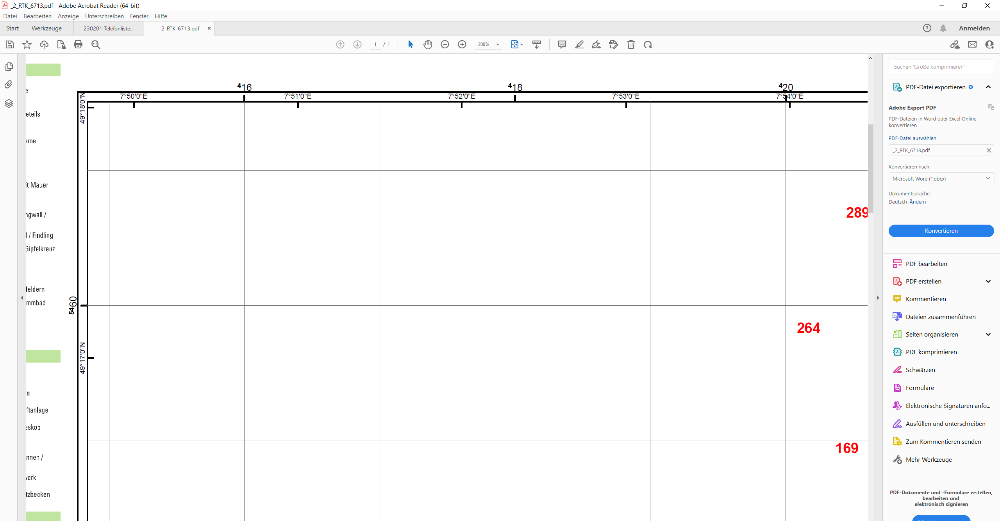 _2_RTK_6713.pdf - Adobe Acrobat Reader (64-bit)
Datei Bearbeiten Anzeige Unterschreiben Fenster Hilfe
Start Werkzeuge 230201 Telefonliste... _2_RTK_6713.pdf × Anmelden
1 / 1 200%
416 418 420
7°50'0"E 7°51'0"E 7°52'0"E 7°53'0"E 7°54'0"E
49°18'0"N
e
eteils
ame
it Mauer
ngwall /
l / Findling
Gipfelkreuz
feldern
mmbad
5460
49°17'0"N
m
ftanlage
eskop
nnen /
werk
tzbecken
289
264
169
Suchen 'Größe komprimieren'
PDF-Datei exportieren
Adobe Export PDF
PDF-Dateien in Word oder Excel Online
konvertieren
PDF-Datei auswählen
_2_RTK_6713.pdf
Konvertieren nach
Microsoft Word (*.docx)
Dokumentsprache:
Deutsch Ändern
Konvertieren
PDF bearbeiten
PDF erstellen
Kommentieren
Dateien zusammenführen
Seiten organisieren
PDF komprimieren
Schwärzen
Formulare
Elektronische Signaturen anfo...
Ausfüllen und unterschreiben
Zum Kommentieren senden
Mehr Werkzeuge
PDF-Dokumente und -Formulare erstellen,
bearbeiten und
elektronisch signieren